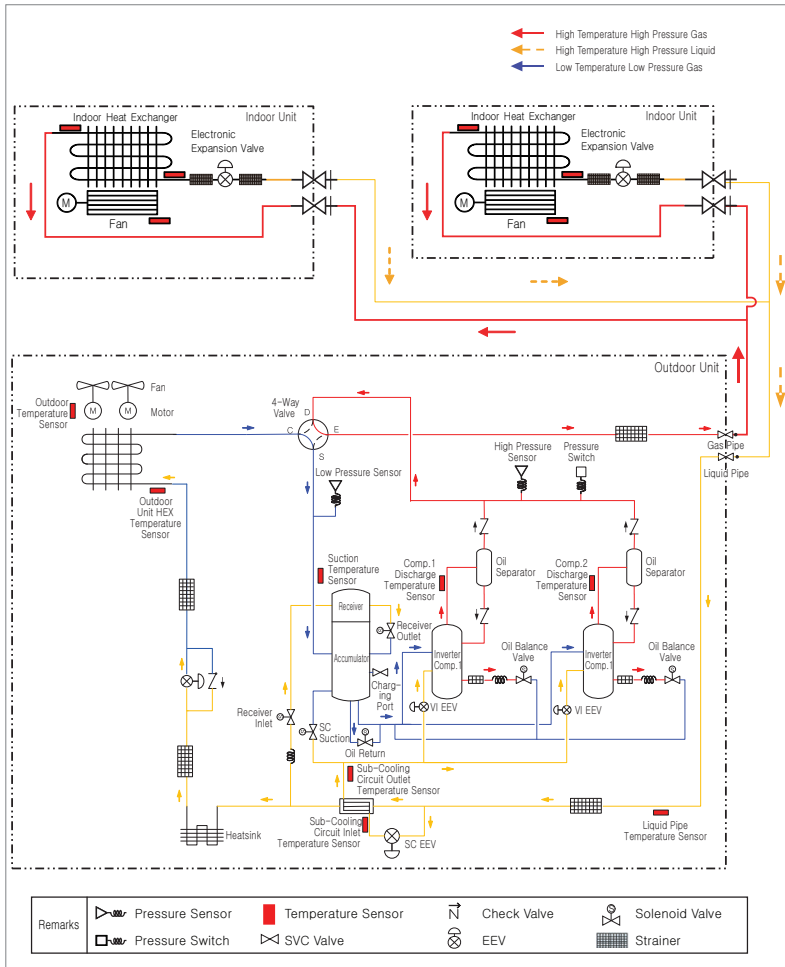 High Temperature High Pressure Gas
High Temperature High Pressure Liquid
Low Temperature Low Pressure Gas
Indoor Heat Exchanger
Indoor Unit
Electronic
Expansion Valve
M
Fan
Indoor Heat Exchanger
Indoor Unit
Electronic
Expansion Valve
M
Fan
Outdoor Unit
Fan
Motor
M
M
Outdoor
Temperature
Sensor
4-Way
Valve
D
C
E
S
Low Pressure Sensor
High Pressure
Sensor
Pressure
Switch
Gas Pipe
Liquid Pipe
Outdoor
Unit HEX
Temperature
Sensor
Suction
Temperature
Sensor
Comp.1
Discharge
Temperature
Sensor
Oil
Separator
Comp.2
Discharge
Temperature
Sensor
Oil
Separator
Receiver
Receiver
Outlet
Accumulator
Inverter
Comp.1
Oil Balance
Valve
Inverter
Comp.1
Oil Balance
Valve
Charg-
ing
Port
VI EEV
VI EEV
Receiver
Inlet
SC
Suction
Oil Return
Sub-Cooling
Circuit Outlet
Temperature Sensor
Heatsink
Sub-Cooling
Circuit Inlet
Temperature Sensor
SC EEV
Liquid Pipe
Temperature Sensor
Remarks
Pressure Sensor
Temperature Sensor
Check Valve
Solenoid Valve
Pressure Switch
SVC Valve
EEV
Strainer